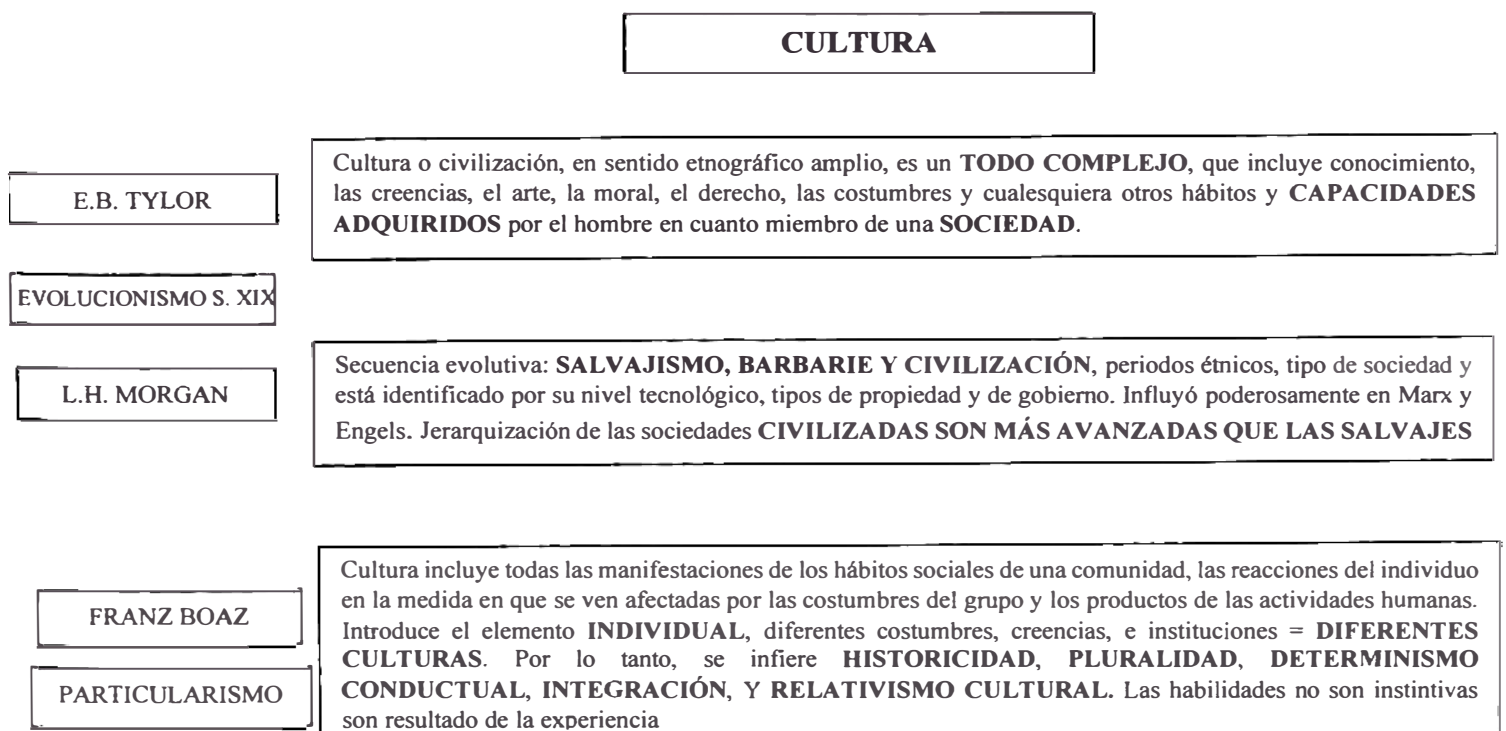 CULTURA
E.B. TYLOR
Cultura o civilización, en sentido etnográfico amplio, es un TODO COMPLEJO, que incluye conocimiento,
las creencias, el arte, la moral, el derecho, las costumbres y cualesquiera otros hábitos y CAPACIDADES
ADQUIRIDOS por el hombre en cuanto miembro de una SOCIEDAD.
EVOLUCIONISMO S. XIX
L.H. MORGAN
Secuencia evolutiva: SALVAJISMO, BARBARIE Y CIVILIZACIÓN, periodos étnicos, tipo de sociedad y
está identificado por su nivel tecnológico, tipos de propiedad y de gobierno. Influyó poderosamente en Marx y
Engels. Jerarquización de las sociedades CIVILIZADAS SON MÁS AVANZADAS QUE LAS SALVAJES
FRANZ BOAZ
PARTICULARISMO
Cultura incluye todas las manifestaciones de los hábitos sociales de una comunidad, las reacciones del individuo
en la medida en que se ven afectadas por las costumbres del grupo y los productos de las actividades humanas.
Introduce el elemento INDIVIDUAL, diferentes costumbres, creencias, e instituciones = DIFERENTES
CULTURAS. Por lo tanto, se infiere HISTORICIDAD, PLURALIDAD, DETERMINISMO
CONDUCTUAL, INTEGRACIÓN, Y RELATIVISMO CULTURAL. Las habilidades no son instintivas
son resultado de la experiencia